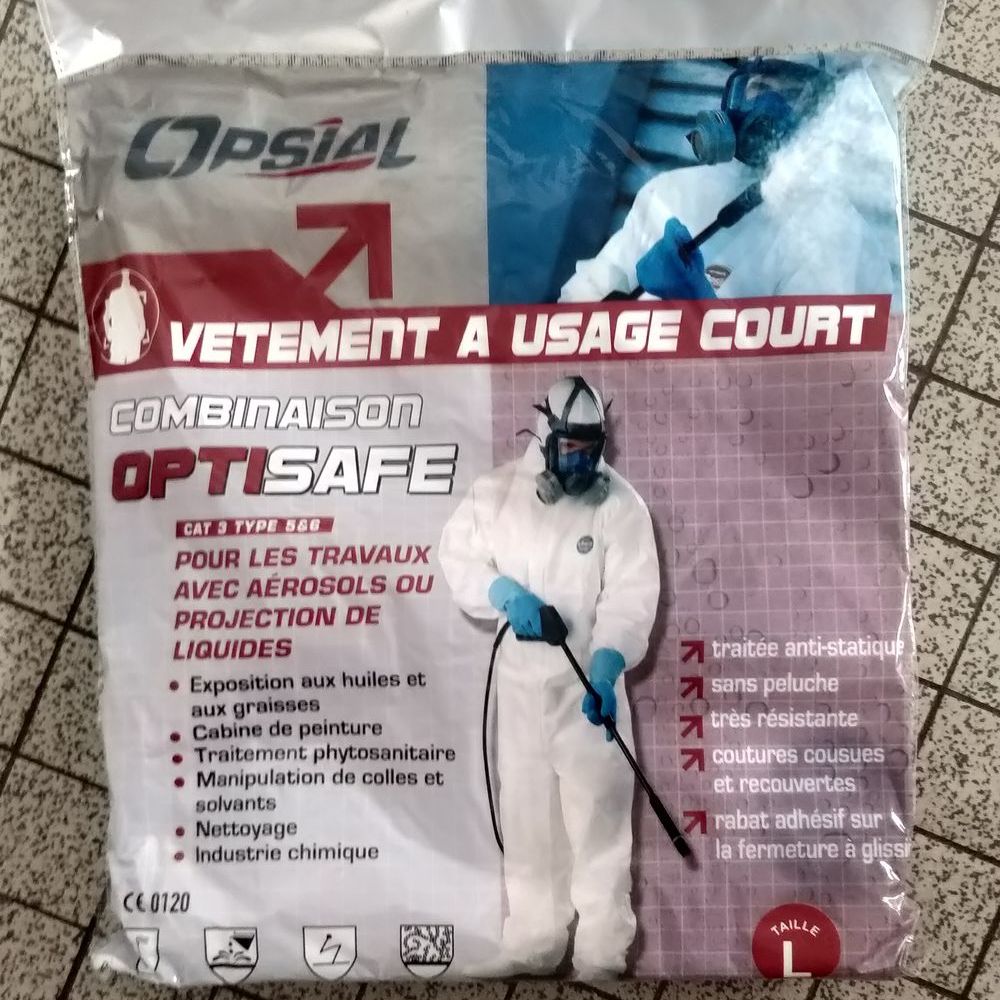 OPSIAL
VETEMENT A USAGE COURT
COMBINAISON
OPTISAFE
CAT 3 TYPE 5&6
POUR LES TRAVAUX
AVEC AÉROSOLS OU
PROJECTION DE
LIQUIDES
• Exposition aux huiles et
aux graisses
• Cabine de peinture
• Traitement phytosanitaire
• Manipulation de colles et
solvants
• Nettoyage
• Industrie chimique
CE 0120
traitée anti-statique
sans peluche
très résistante
coutures cousues
et recouvertes
rabat adhésif sur
la fermeture à
TAILLE
L